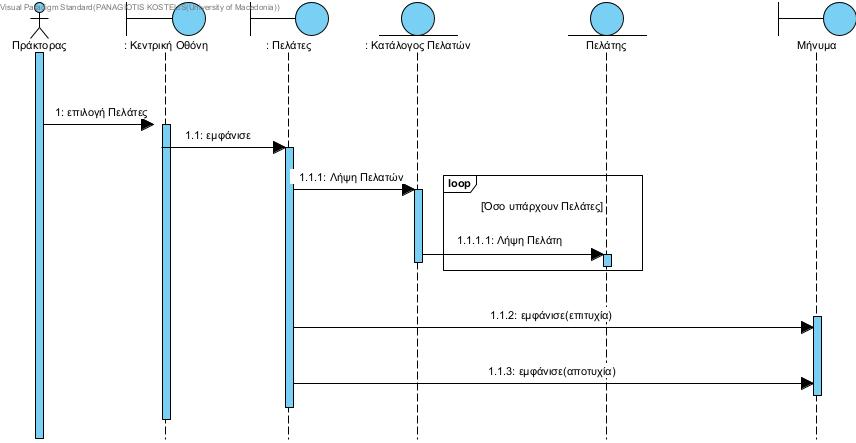 Visual Paradigm Standard(PANAGIOTIS KOSTELIS(University of Macedonia))
Πράκτορας
: Κεντρική Οθόνη
: Πελάτες
: Κατάλογος Πελατών
Πελάτης
Μήνυμα
1: επιλογή Πελάτες
1.1: εμφάνισε
1.1.1: Λήψη Πελατών
loop
[Όσο υπάρχουν Πελάτες]
1.1.1.1: Λήψη Πελάτη
1.1.2: εμφάνισε(επιτυχία)
1.1.3: εμφάνισε(αποτυχία)